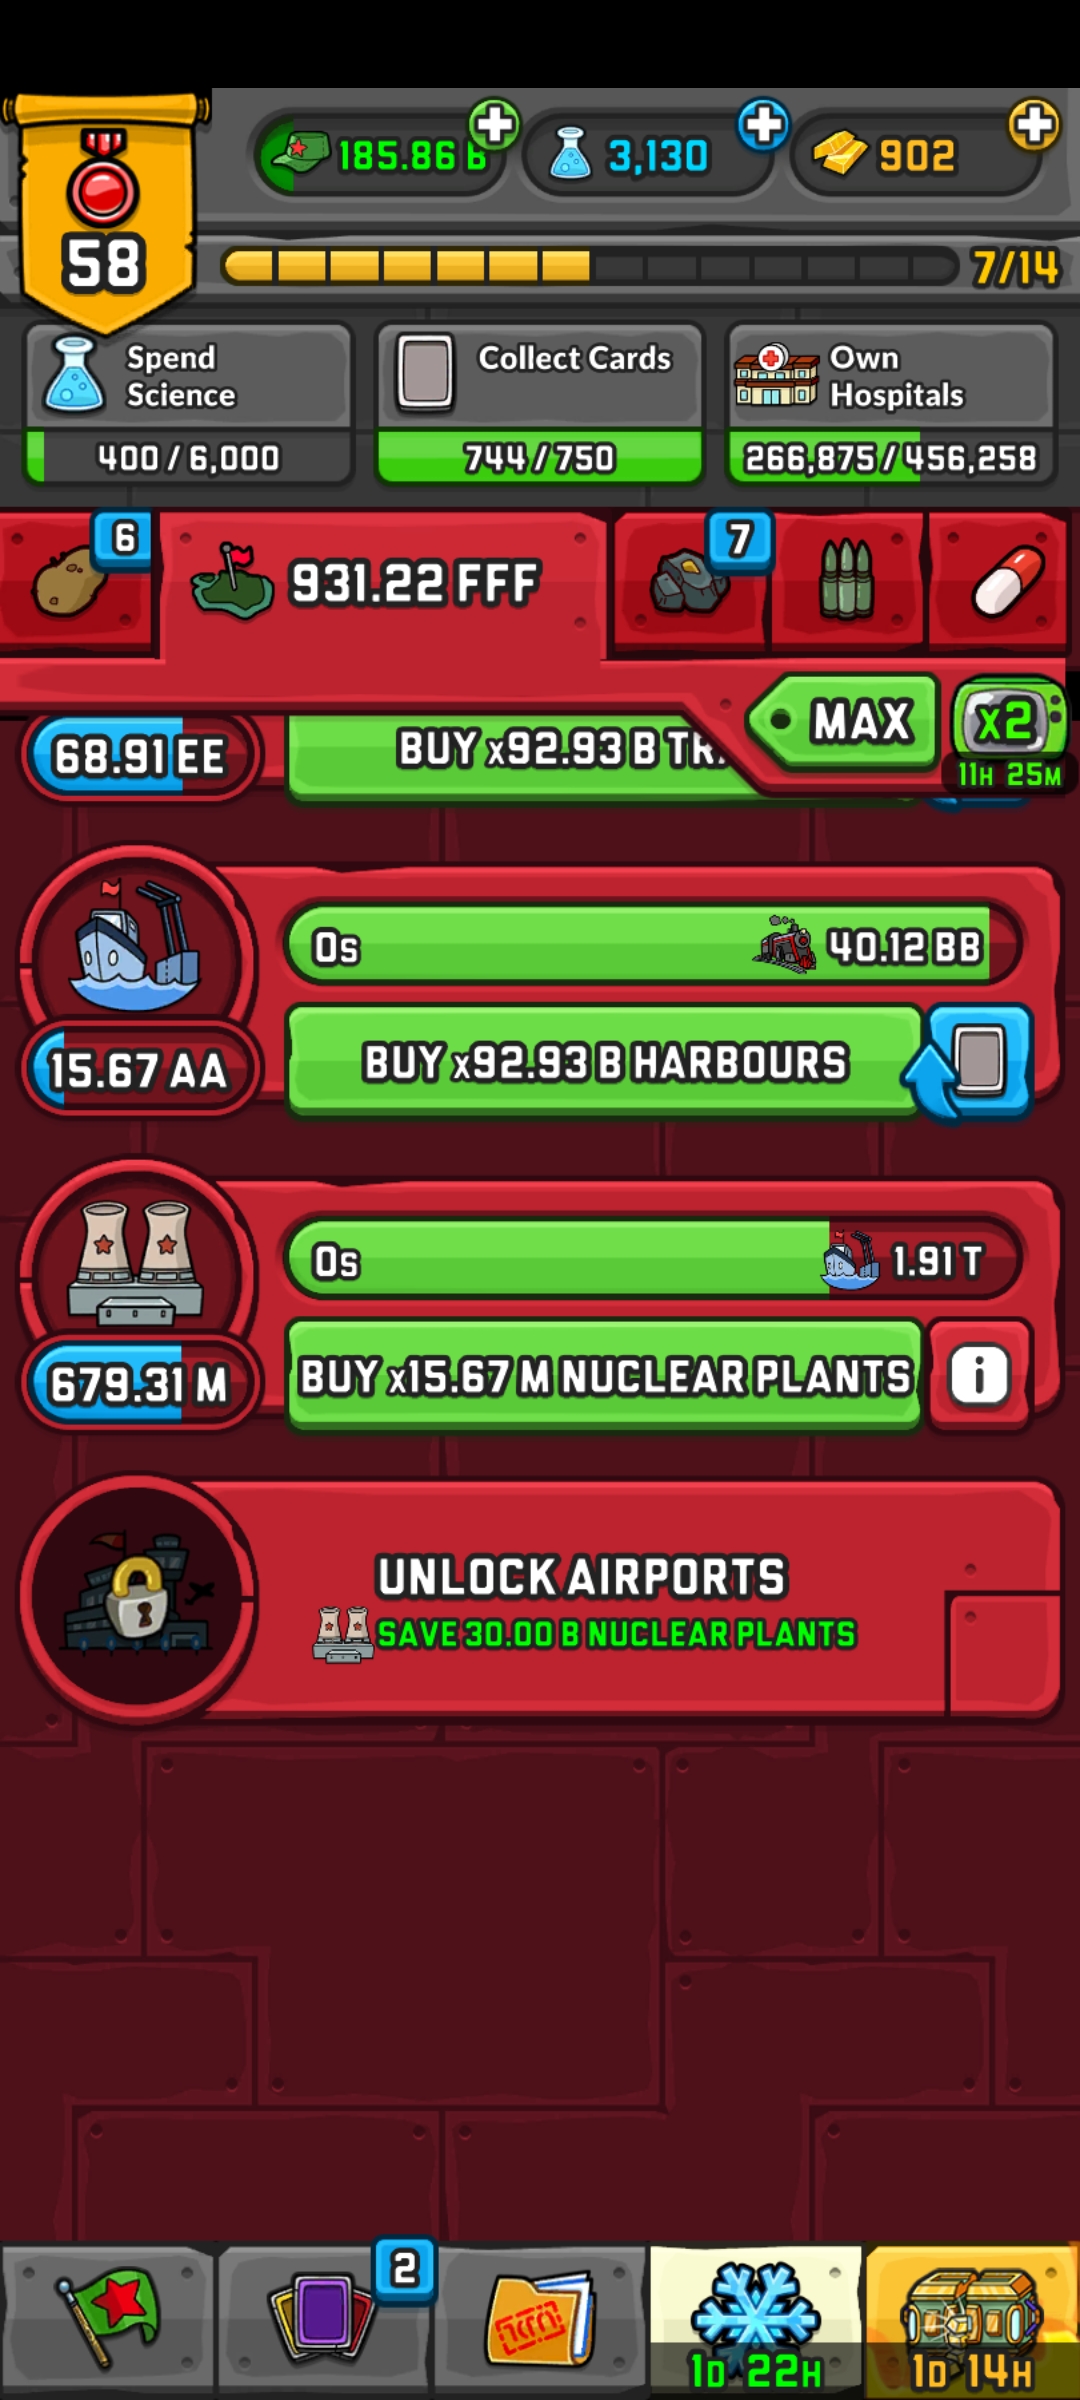 185.86 B
3,130
902
58
7/14
Spend
Science
400 / 6,000
Collect Cards
744 / 750
Own
Hospitals
266,875 / 456,258
6
931.22 FFF
7
MAX
x2
11H 25M
68.91 EE
BUY x92.93 B
0s
40.12 BB
15.67 AA
BUY x92.93 B HARBOURS
0s
1.91 T
679.31 M
BUY x15.67 M NUCLEAR PLANTS
i
UNLOCK AIRPORTS
SAVE 30.00 B NUCLEAR PLANTS
2
1D 22H
1D 14H